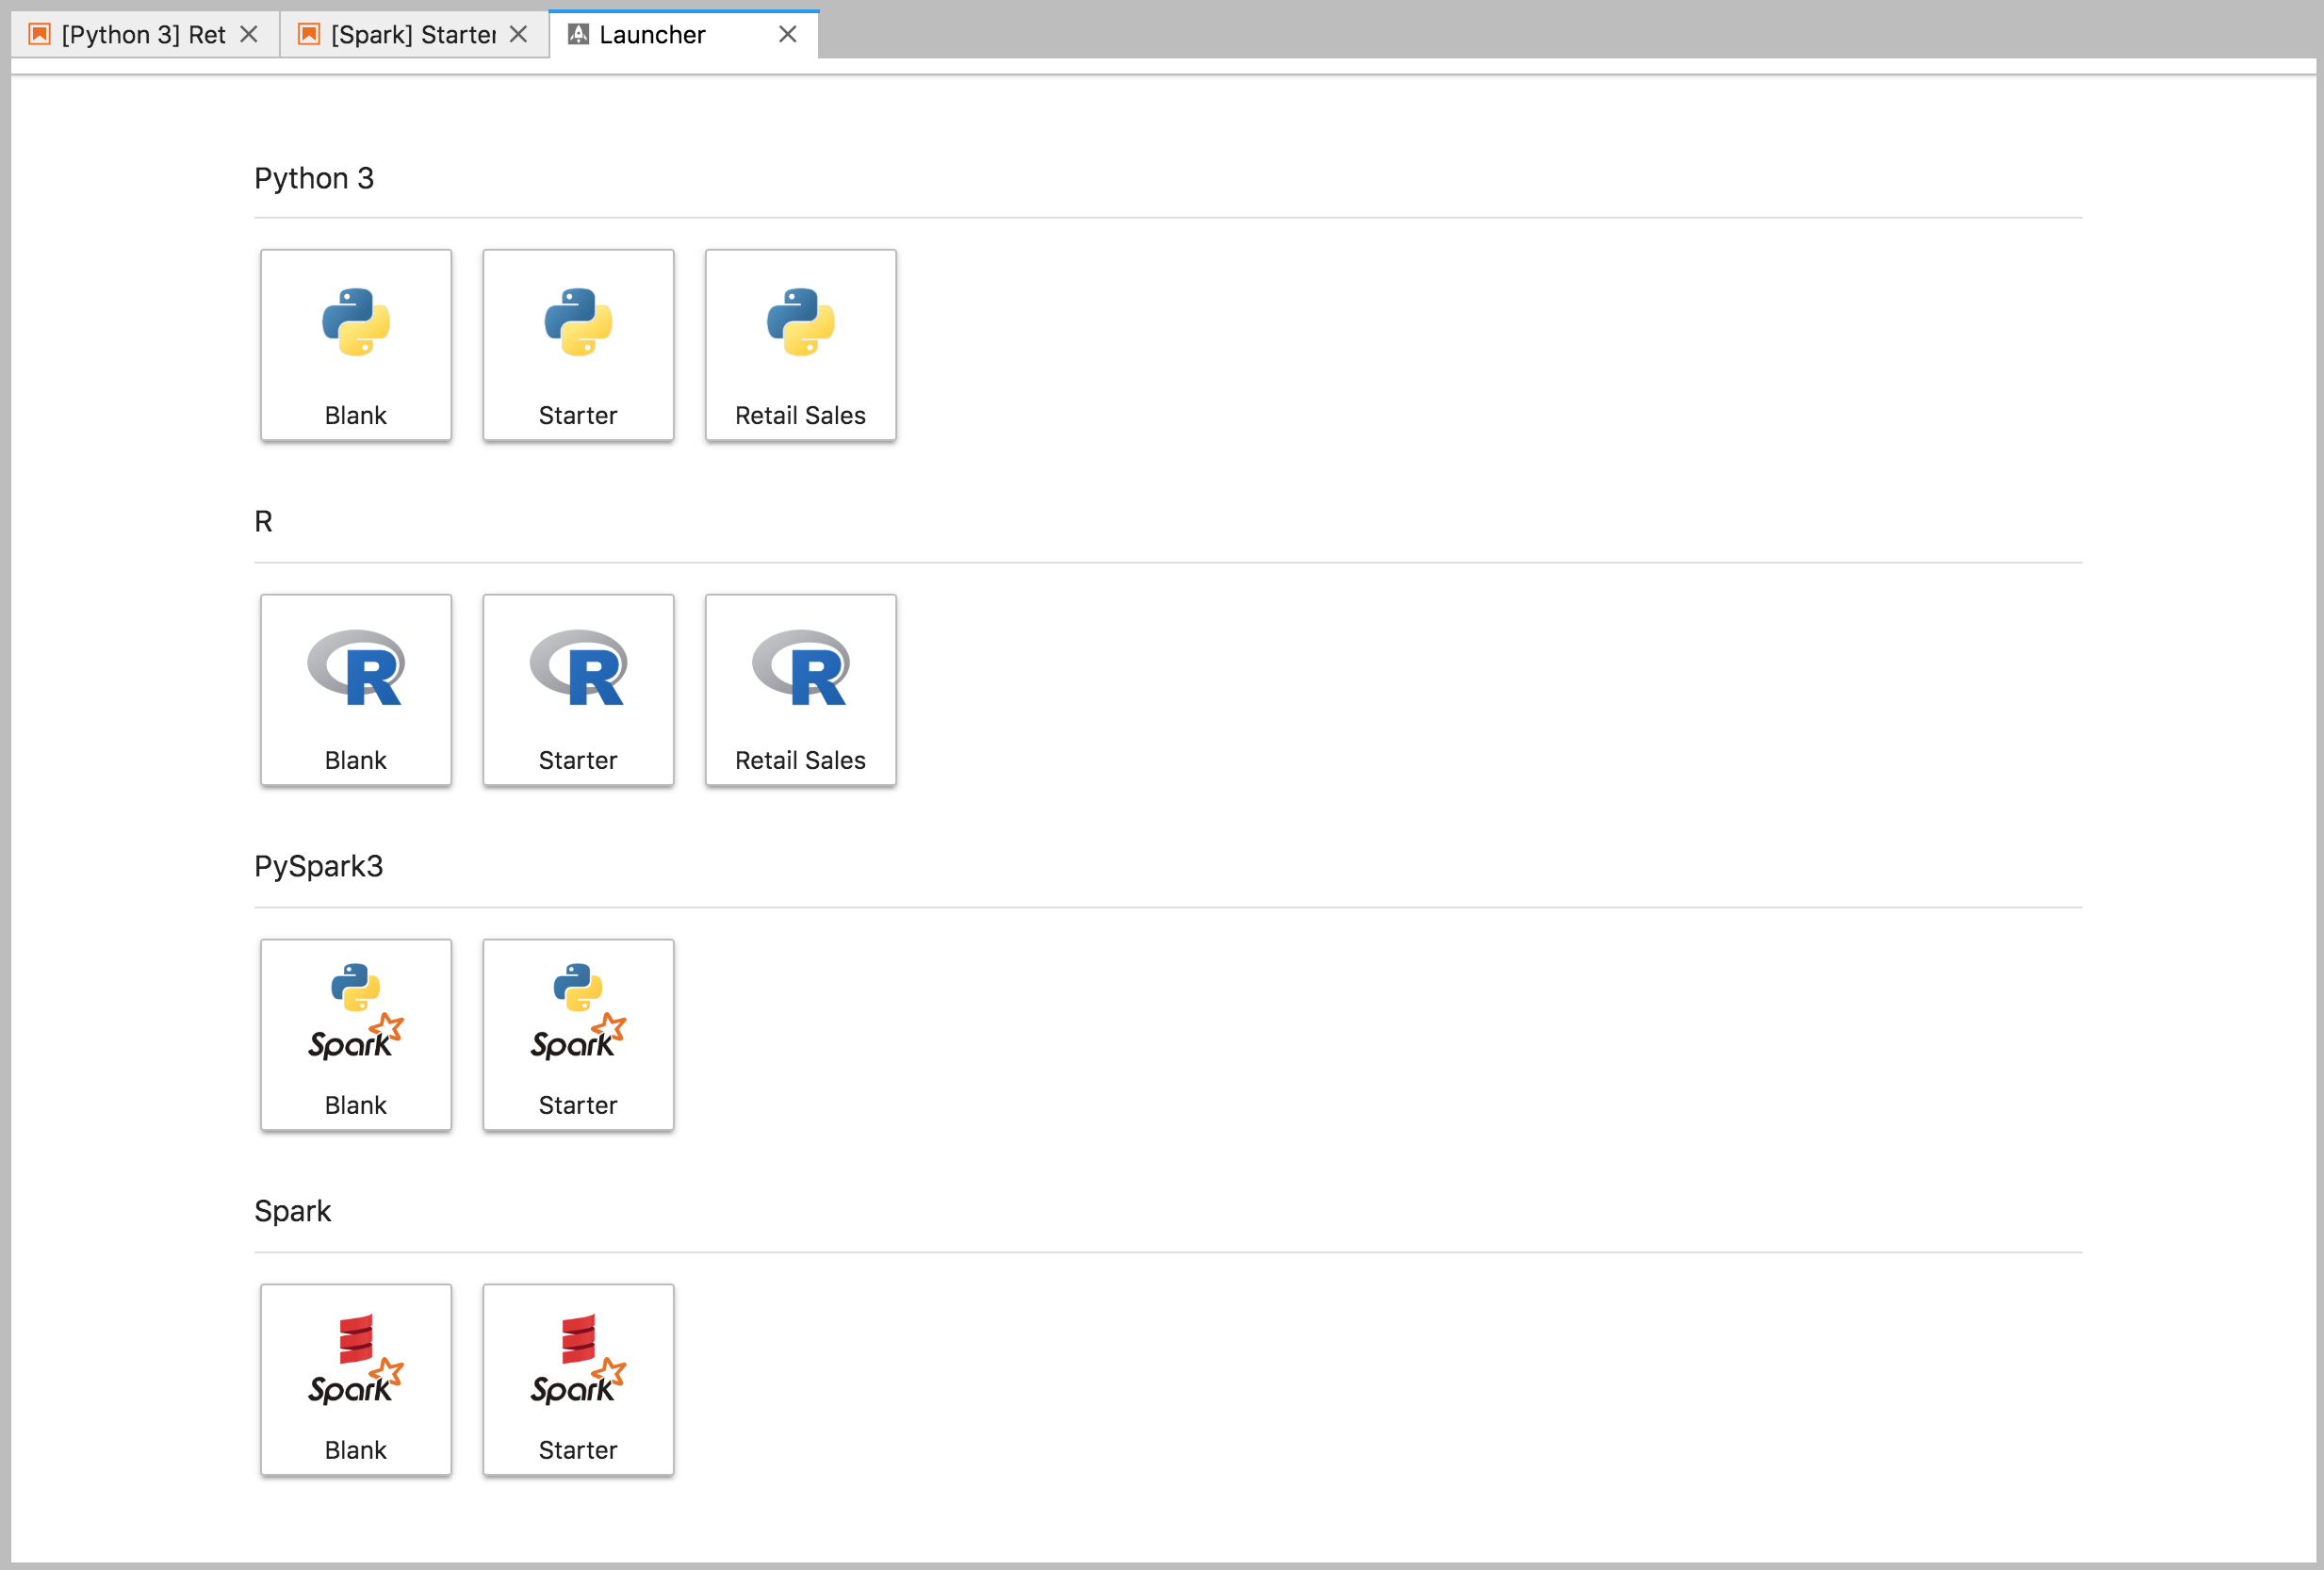 [Python 3] Ret [Spark] Starter Launcher
Python 3
Blank Starter Retail Sales
R
R R R
Blank Starter Retail Sales
PySpark3
Spark Spark
Blank Starter
Spark
Spark Spark
Blank Starter